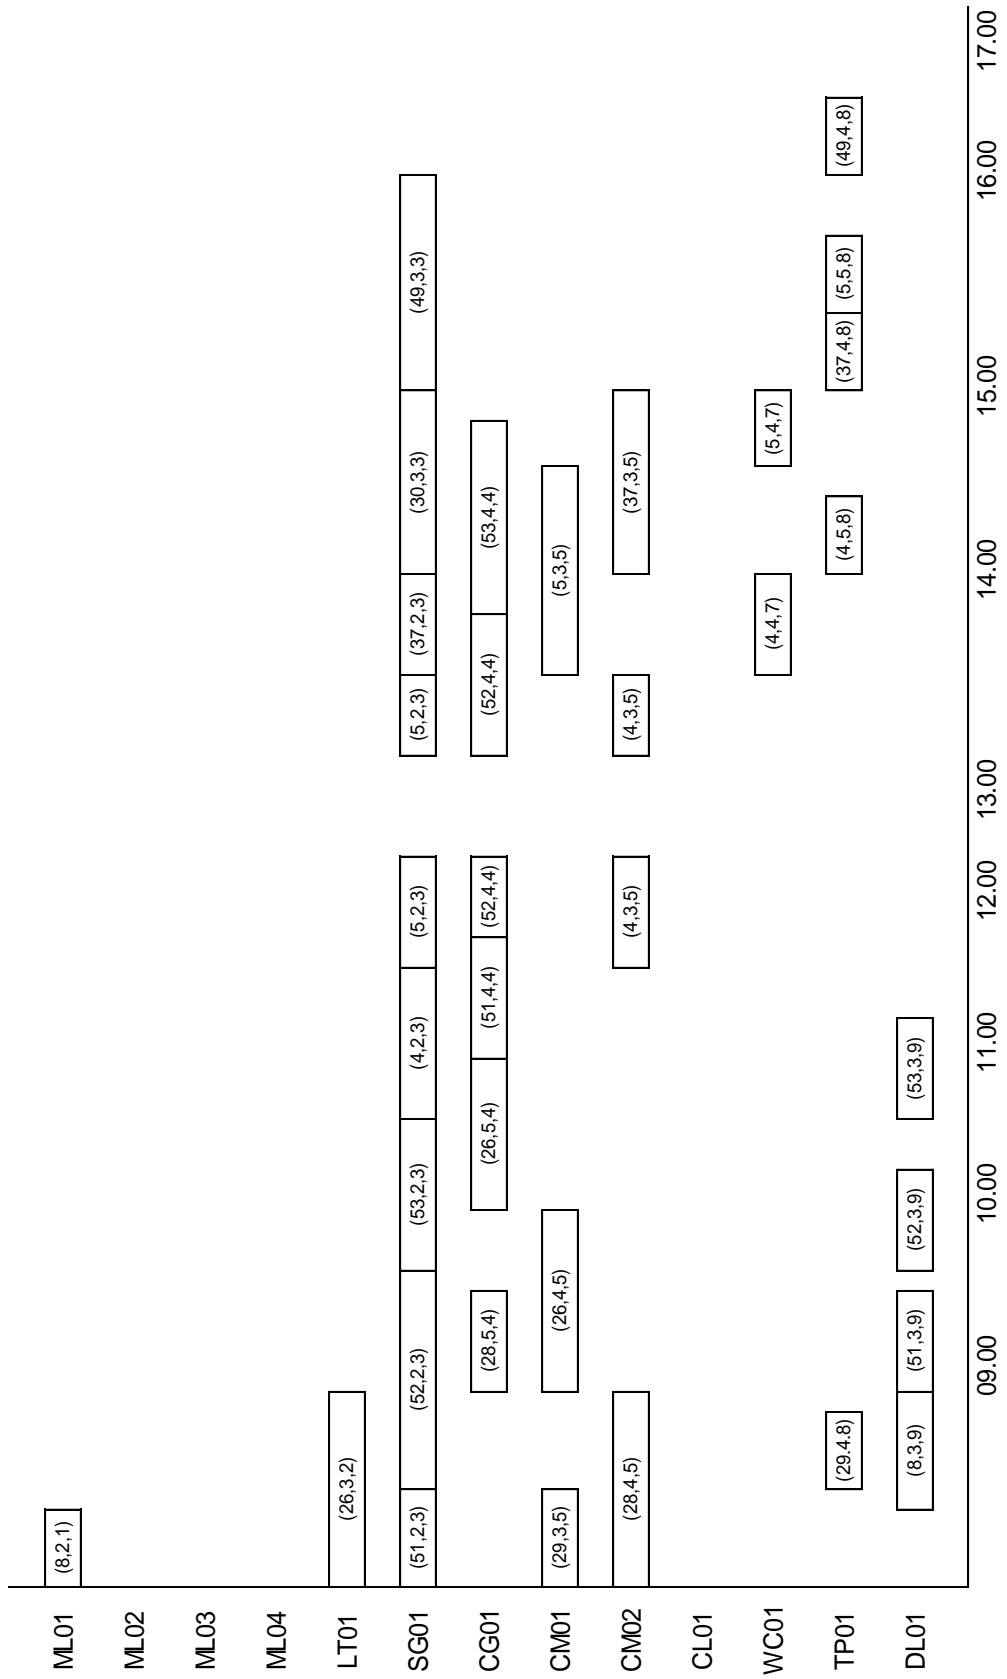 ML01 (8,2,1)
ML02
ML03
ML04
LT01 (26,3,2)
SG01 (51,2,3) (52,2,3) (53,2,3) (4,2,3) (5,2,3) (5,2,3) (37,2,3) (30,3,3) (49,3,3)
CG01 (28,5,4) (26,5,4) (51,4,4) (52,4,4) (52,4,4) (53,4,4)
CM01 (29,3,5) (26,4,5) (5,3,5)
CM02 (28,4,5) (4,3,5) (4,3,5) (37,3,5)
CL01
WC01 (4,4,7) (5,4,7)
TP01 (29.4.8) (4,5,8) (37,4,8) (5,5,8) (49,4,8)
DL01 (8,3,9) (51,3,9) (52,3,9) (53,3,9)
09.00 10.00 11.00 12.00 13.00 14.00 15.00 16.00 17.00